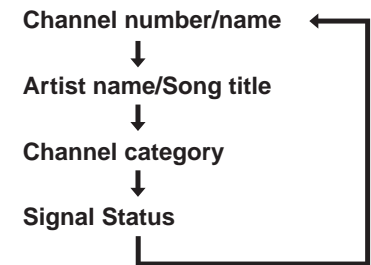 Channel number/name
Artist name/Song title
Channel category
Signal Status